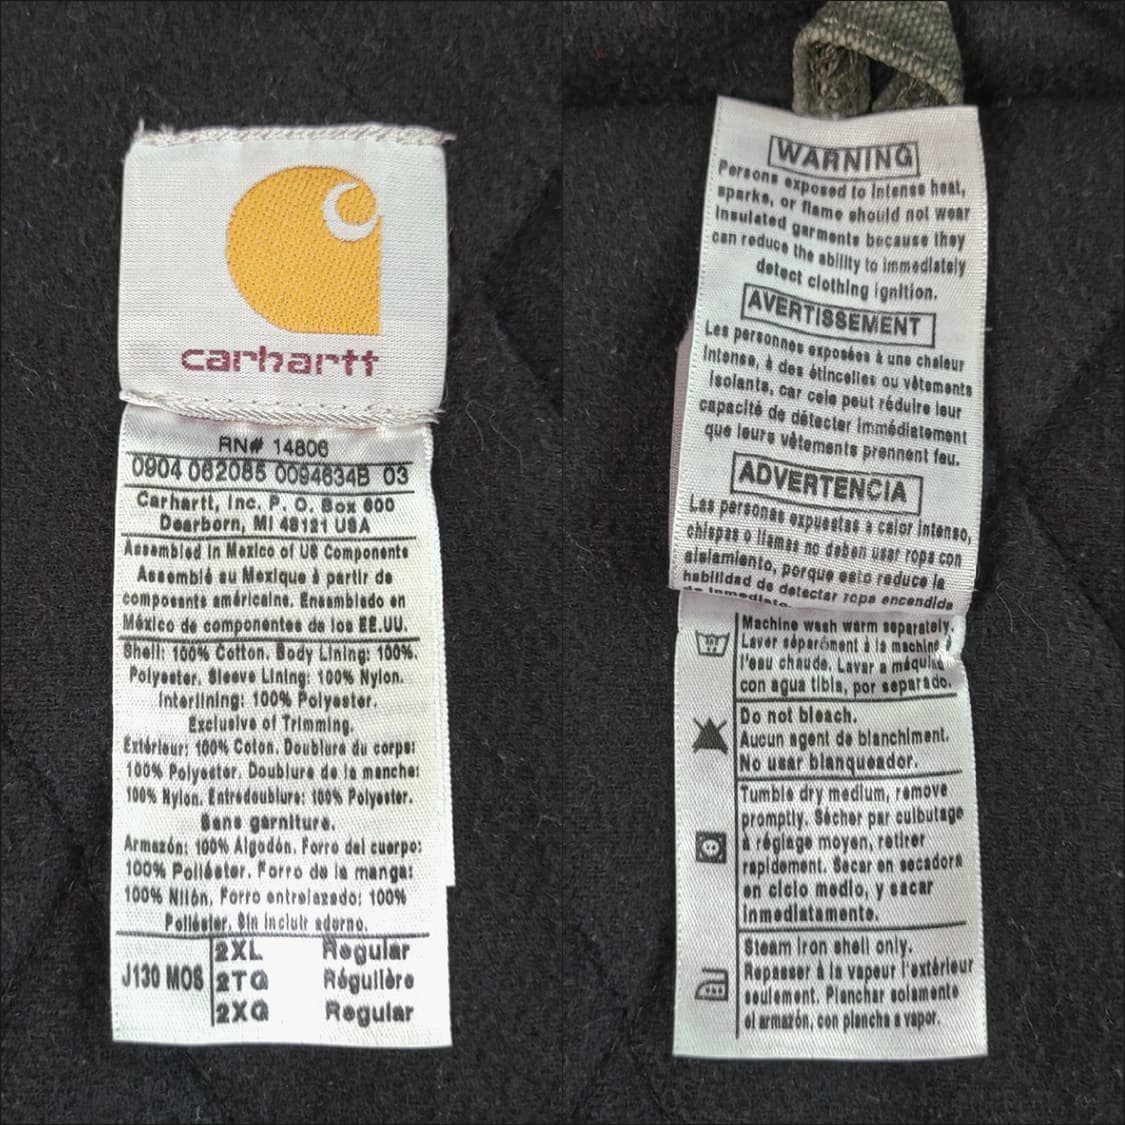 carhartt
RN# 14806
0904 062085 0094634B 03
Carhartt, Inc. P. O. Box 600
Dearborn, MI 48121 USA
Assembled in Mexico of US Components
Assemblé au Mexique à partir de
composants américains. Ensamblado en
México de componentes de los EE.UU.
Shell: 100% Cotton. Body Lining: 100%.
Polyester. Sleeve Lining: 100% Nylon.
Interlining: 100% Polyester.
Exclusive of Trimming.
Extérieur: 100% Coton. Doublure du corps:
100% Polyester. Doublure de la manche:
100% Nylon. Entredoublure: 100% Polyester.
Sans garniture.
Armazón: 100% Algodón. Forro del cuerpo:
100% Poliéster. Forro de la manga:
100% Nilón. Forro entrelazado: 100%
Poliéster. Sin incluir adorno.
J130 MOS
2XL Regular
2TG Régulière
2XG Regular
WARNING
Persons exposed to intense heat,
sparks, or flame should not wear
insulated garments because they
can reduce the ability to immediately
detect clothing ignition.
AVERTISSEMENT
Les personnes exposées à une chaleur
intense, à des étincelles ou vêtements
isolants, car cela peut réduire leur
capacité de détecter immédiatement
que leurs vêtements prennent feu.
ADVERTENCIA
Las personas expuestas a calor intenso,
chispas o llamas no deben usar ropa con
aislamiento, porque esto reduce la
habilidad de detectar ropa encendida
de inmediato.
Machine wash warm separately.
Laver séparément à la machine à
l'eau chaude. Lavar a máquina
con agua tibia, por separado.
Do not bleach.
Aucun agent de blanchiment.
No usar blanqueador.
Tumble dry medium, remove
promptly. Sécher par culbutage
à réglage moyen, retirer
rapidement. Secar en secadora
en ciclo medio, y sacar
inmediatamente.
Steam iron shell only.
Repasser à la vapeur l'extérieur
seulement. Planchar solamente
el armazón, con plancha a vapor.